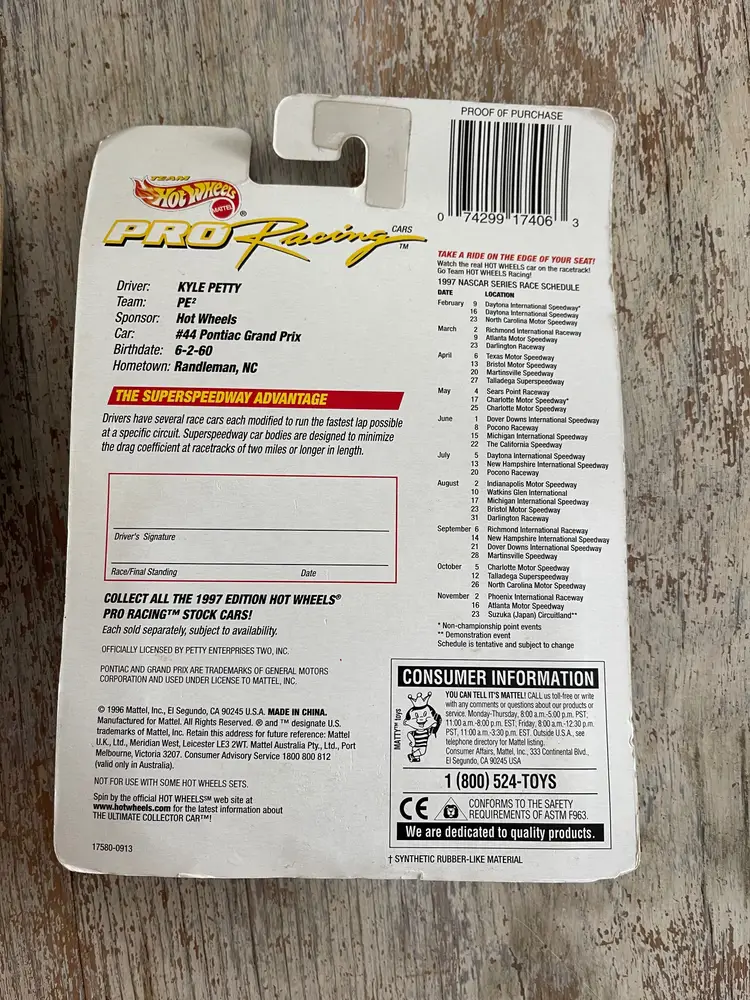 PROOF OF PURCHASE
0 74299 17406 3
TEAM
Hot Wheels
MATTEL
®
PRO Racing CARS
TM
Driver: KYLE PETTY
Team: PE²
Sponsor: Hot Wheels
Car: #44 Pontiac Grand Prix
Birthdate: 6-2-60
Hometown: Randleman, NC
THE SUPERSPEEDWAY ADVANTAGE
Drivers have several race cars each modified to run the fastest lap possible
at a specific circuit. Superspeedway car bodies are designed to minimize
the drag coefficient at racetracks of two miles or longer in length.
Driver's Signature
Race/Final Standing Date
COLLECT ALL THE 1997 EDITION HOT WHEELS®
PRO RACING™ STOCK CARS!
Each sold separately, subject to availability.
OFFICIALLY LICENSED BY PETTY ENTERPRISES TWO, INC.
PONTIAC AND GRAND PRIX ARE TRADEMARKS OF GENERAL MOTORS
CORPORATION AND USED UNDER LICENSE TO MATTEL, INC.
© 1996 Mattel, Inc., El Segundo, CA 90245 U.S.A. MADE IN CHINA.
Manufactured for Mattel. All Rights Reserved. ® and ™ designate U.S.
trademarks of Mattel, Inc. Retain this address for future reference: Mattel
U.K., Ltd., Meridian West, Leicester LE3 2WT. Mattel Australia Pty., Ltd., Port
Melbourne, Victoria 3207. Consumer Advisory Service 1800 800 812
(valid only in Australia).
NOT FOR USE WITH SOME HOT WHEELS SETS.
Spin by the official HOT WHEELS℠ web site at
www.hotwheels.com for the latest information about
THE ULTIMATE COLLECTOR CAR™!
17580-0913
TAKE A RIDE ON THE EDGE OF YOUR SEAT!
Watch the real HOT WHEELS car on the racetrack!
Go Team HOT WHEELS Racing!
1997 NASCAR SERIES RACE SCHEDULE
DATE LOCATION
February 9 Daytona International Speedway*
16 Daytona International Speedway
23 North Carolina Motor Speedway
March 2 Richmond International Raceway
9 Atlanta Motor Speedway
23 Darlington Raceway
April 6 Texas Motor Speedway
13 Bristol Motor Speedway
20 Martinsville Speedway
27 Talladega Superspeedway
May 4 Sears Point Raceway
17 Charlotte Motor Speedway*
25 Charlotte Motor Speedway
June 1 Dover Downs International Speedway
8 Pocono Raceway
15 Michigan International Speedway
22 The California Speedway
July 5 Daytona International Speedway
13 New Hampshire International Speedway
20 Pocono Raceway
August 2 Indianapolis Motor Speedway
10 Watkins Glen International
17 Michigan International Speedway
23 Bristol Motor Speedway
31 Darlington Raceway
September 6 Richmond International Raceway
14 New Hampshire International Speedway
21 Dover Downs International Speedway
28 Martinsville Speedway
October 5 Charlotte Motor Speedway
12 Talladega Superspeedway
26 North Carolina Motor Speedway
November 2 Phoenix International Raceway
16 Atlanta Motor Speedway
23 Suzuka (Japan) Circuitland**
* Non-championship point events
** Demonstration event
Schedule is tentative and subject to change
CONSUMER INFORMATION
MATTY™ toys
YOU CAN TELL IT'S MATTEL! CALL us toll-free or write
with any comments or questions about our products or
service. Monday-Thursday, 8:00 a.m.-5:00 p.m. PST,
11:00 a.m.-8:00 p.m. EST, Friday, 8:00 a.m.-12:30 p.m.
PST, 11:00 a.m.-3:30 p.m. EST. Outside U.S.A., see
telephone directory for Mattel listing.
Consumer Affairs, Mattel, Inc., 333 Continental Blvd.,
El Segundo, CA 90245 USA
1 (800) 524-TOYS
CE CONFORMS TO THE SAFETY
REQUIREMENTS OF ASTM F963.
We are dedicated to quality products.
† SYNTHETIC RUBBER-LIKE MATERIAL